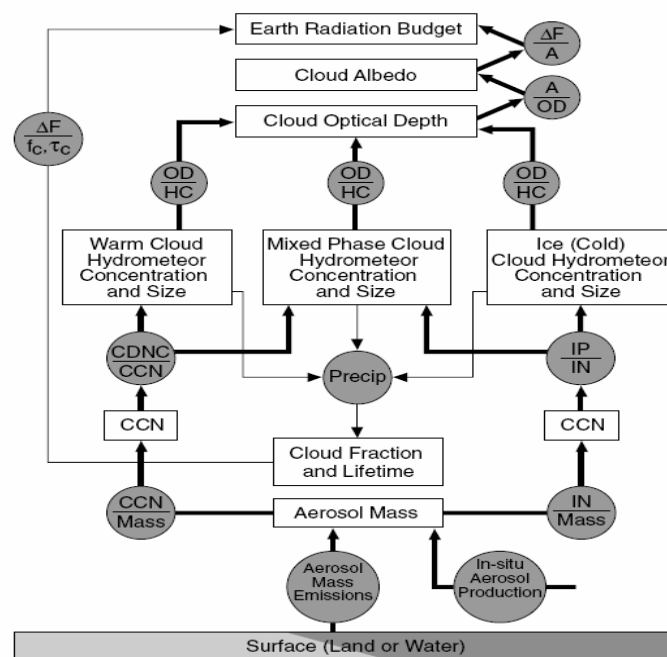 Earth Radiation Budget
ΔF
A
Cloud Albedo
A
OD
Cloud Optical Depth
ΔF
fC, τC
OD
HC
OD
HC
OD
HC
Warm Cloud
Hydrometeor
Concentration
and Size
Mixed Phase Cloud
Hydrometeor
Concentration
and Size
Ice (Cold)
Cloud Hydrometeor
Concentration
and Size
CDNC
CCN
Precip
IP
IN
CCN
CCN
Cloud Fraction
and Lifetime
CCN
Mass
Aerosol Mass
IN
Mass
Aerosol
Mass
Emissions
In-situ
Aerosol
Production
Surface (Land or Water)